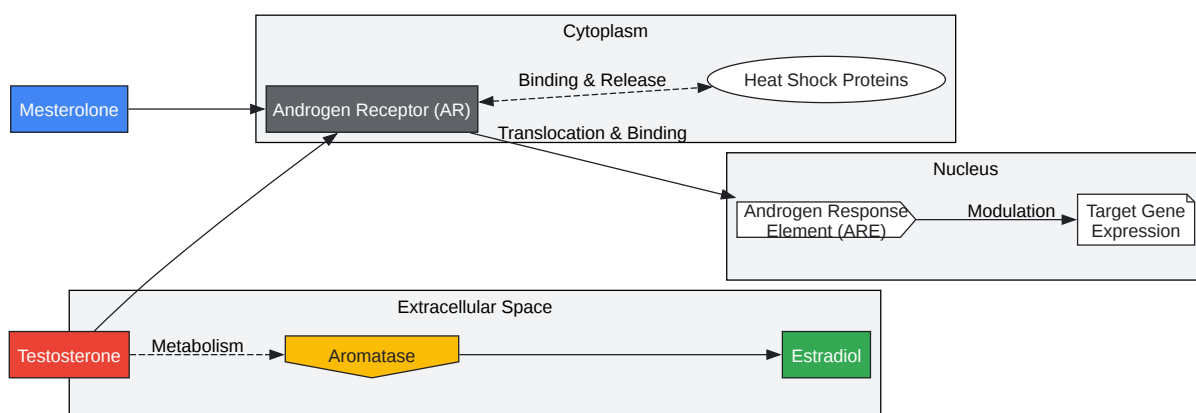 Cytoplasm
Mesterolone
Androgen Receptor (AR)
Binding & Release
Heat Shock Proteins
Translocation & Binding
Nucleus
Androgen Response
Element (ARE)
Modulation
Target Gene
Expression
Extracellular Space
Testosterone
Metabolism
Aromatase
Estradiol